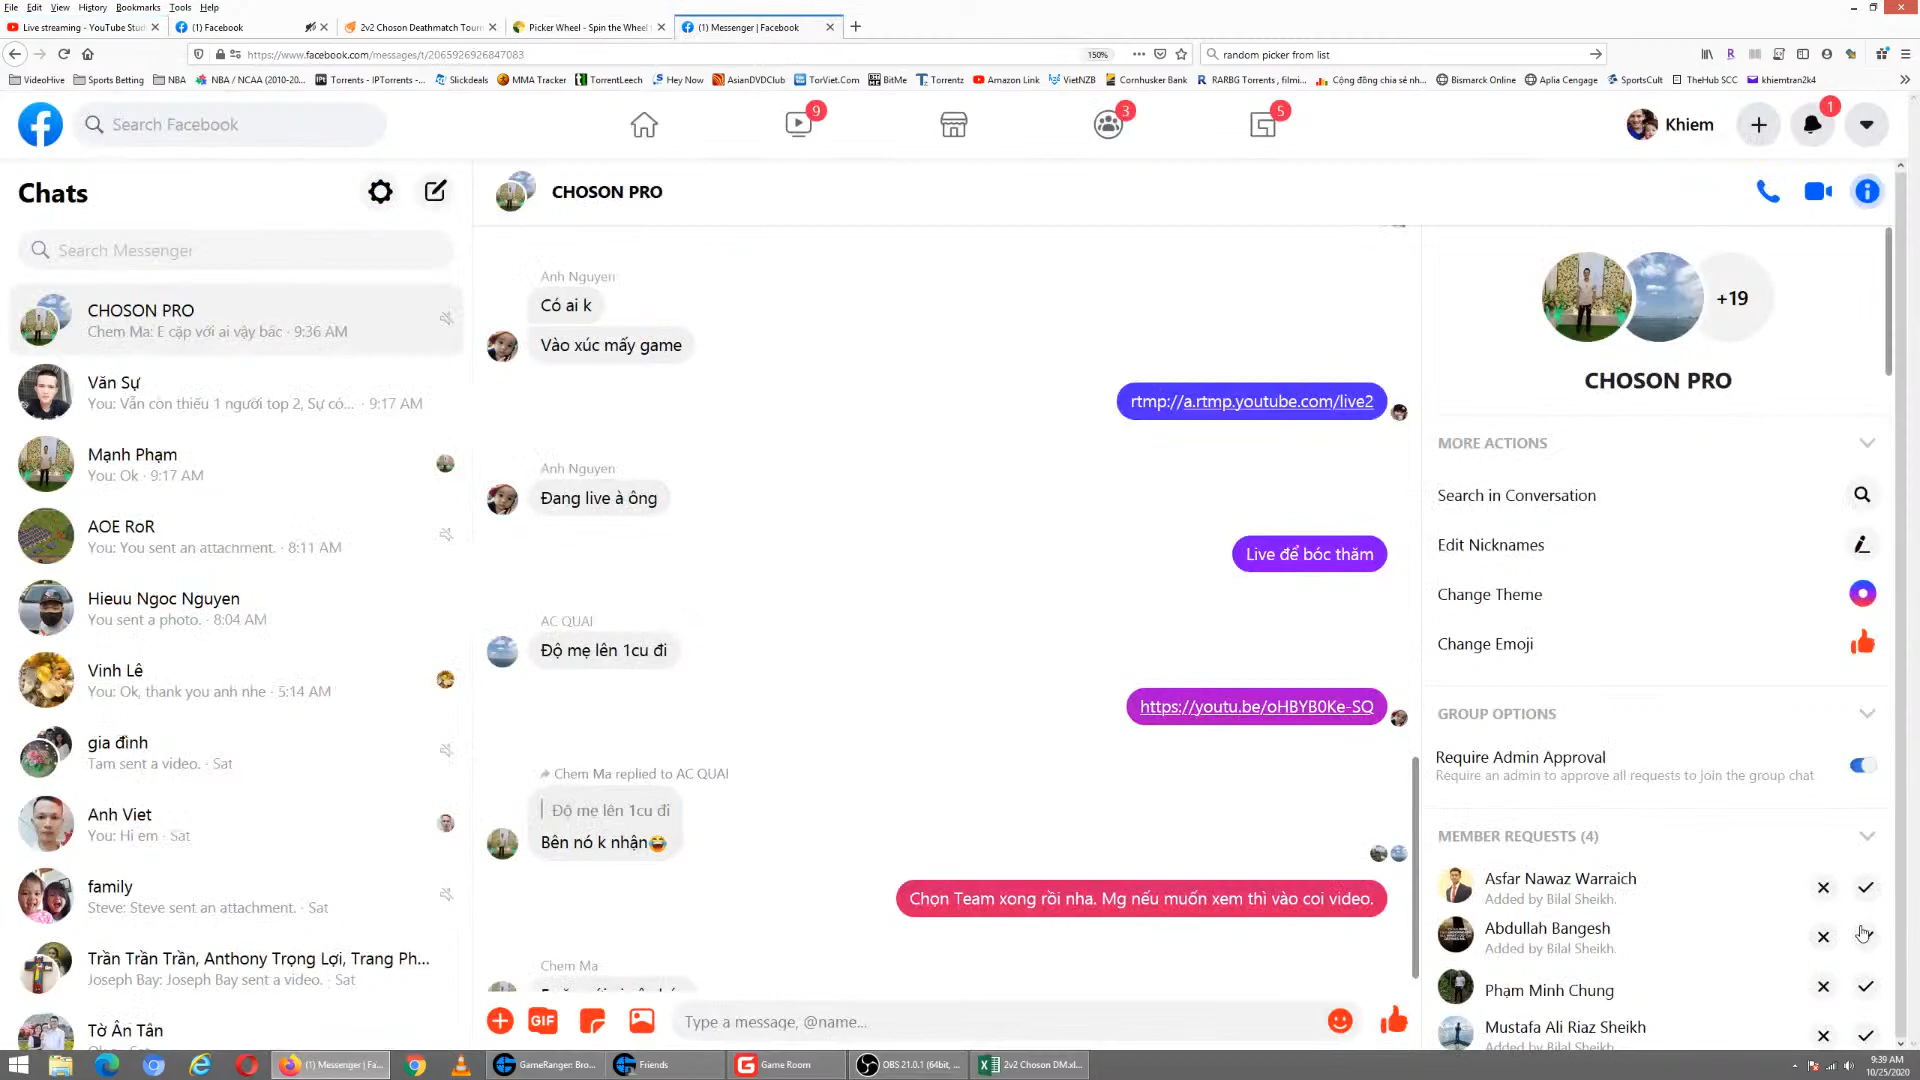 File Edit View History Bookmarks Tools Help
Live streaming - YouTube Stud
(1) Facebook
2v2 Choson Deathmatch Tourn
Picker Wheel - Spin the Wheel
(1) Messenger | Facebook
https://www.facebook.com/messages/t/2065926926847083
150%
random picker from list
VideoHive Sports Betting NBA NBA / NCAA (2010-20... Torrents - IPTorrents -... Slickdeals MMA Tracker TorrentLeech Hey Now AsianDVDClub TorViet.Com BitMe Torrentz Amazon Link VietNZB Cornhusker Bank RARBG Torrents , filmi... Cộng đồng chia sẻ nh... Bismarck Online Aplia Cengage SportsCult TheHub SCC khiemtran2k4
Search Facebook
9
3
5
Khiem
1
Chats
Search Messenger
CHOSON PRO
Chem Ma: E cặp với ai vậy bác · 9:36 AM
Văn Sự
You: Vẫn còn thiếu 1 người top 2, Sự có... · 9:17 AM
Mạnh Phạm
You: Ok · 9:17 AM
AOE RoR
You: You sent an attachment. · 8:11 AM
Hieuu Ngoc Nguyen
You sent a photo. · 8:04 AM
Vinh Lê
You: Ok, thank you anh nhe · 5:14 AM
gia đình
Tam sent a video. · Sat
Anh Viet
You: Hi em · Sat
family
Steve: Steve sent an attachment. · Sat
Trần Trần Trần, Anthony Trọng Lợi, Trang Ph...
Joseph Bay: Joseph Bay sent a video. · Sat
Tờ Ân Tân
CHOSON PRO
Anh Nguyen
Có ai k
Vào xúc mấy game
rtmp://a.rtmp.youtube.com/live2
Anh Nguyen
Đang live à ông
Live để bóc thăm
AC QUAI
Độ mẹ lên 1cu đi
https://youtu.be/oHBYB0Ke-SQ
Chem Ma replied to AC QUAI
Độ mẹ lên 1cu đi
Bên nó k nhận
Chọn Team xong rồi nha. Mg nếu muốn xem thì vào coi video.
Chem Ma
GIF
Type a message, @name...
+19
CHOSON PRO
MORE ACTIONS
Search in Conversation
Edit Nicknames
Change Theme
Change Emoji
GROUP OPTIONS
Require Admin Approval
Require an admin to approve all requests to join the group chat
MEMBER REQUESTS (4)
Asfar Nawaz Warraich
Added by Bilal Sheikh.
Abdullah Bangesh
Added by Bilal Sheikh.
Phạm Minh Chung
Mustafa Ali Riaz Sheikh
Added by Bilal Sheikh.
(1) Messenger | Fa...
GameRanger: Bro...
Friends
Game Room
OBS 21.0.1 (64bit, ...
2v2 Choson DM.xl...
9:39 AM
10/25/2020